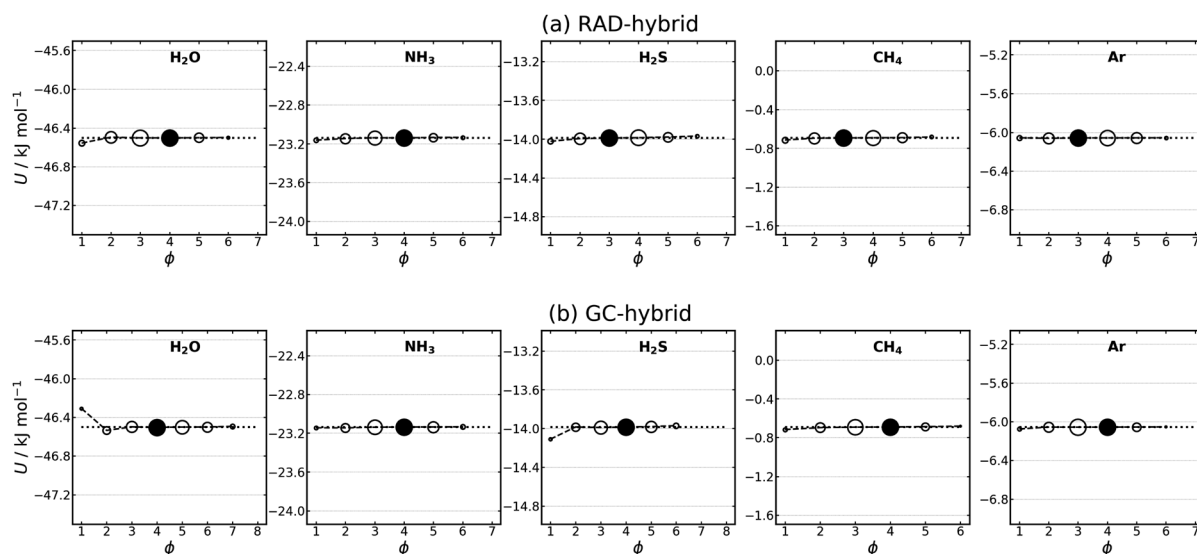 (a) RAD-hybrid
U / kJ mol⁻¹
H₂O
−45.6
−46.0
−46.4
−46.8
−47.2
1 2 3 4 5 6 7
ϕ
NH₃
−22.4
−22.8
−23.2
−23.6
−24.0
1 2 3 4 5 6 7
ϕ
H₂S
−13.2
−13.6
−14.0
−14.4
−14.8
1 2 3 4 5 6 7
ϕ
CH₄
0.0
−0.4
−0.8
−1.2
−1.6
1 2 3 4 5 6 7
ϕ
Ar
−5.2
−5.6
−6.0
−6.4
−6.8
1 2 3 4 5 6 7
ϕ
(b) GC-hybrid
U / kJ mol⁻¹
H₂O
−45.6
−46.0
−46.4
−46.8
−47.2
1 2 3 4 5 6 7 8
ϕ
NH₃
−22.4
−22.8
−23.2
−23.6
−24.0
1 2 3 4 5 6 7
ϕ
H₂S
−13.2
−13.6
−14.0
−14.4
−14.8
1 2 3 4 5 6 7 8
ϕ
CH₄
0.0
−0.4
−0.8
−1.2
−1.6
1 2 3 4 5 6
ϕ
Ar
−5.2
−5.6
−6.0
−6.4
−6.8
1 2 3 4 5 6 7
ϕ